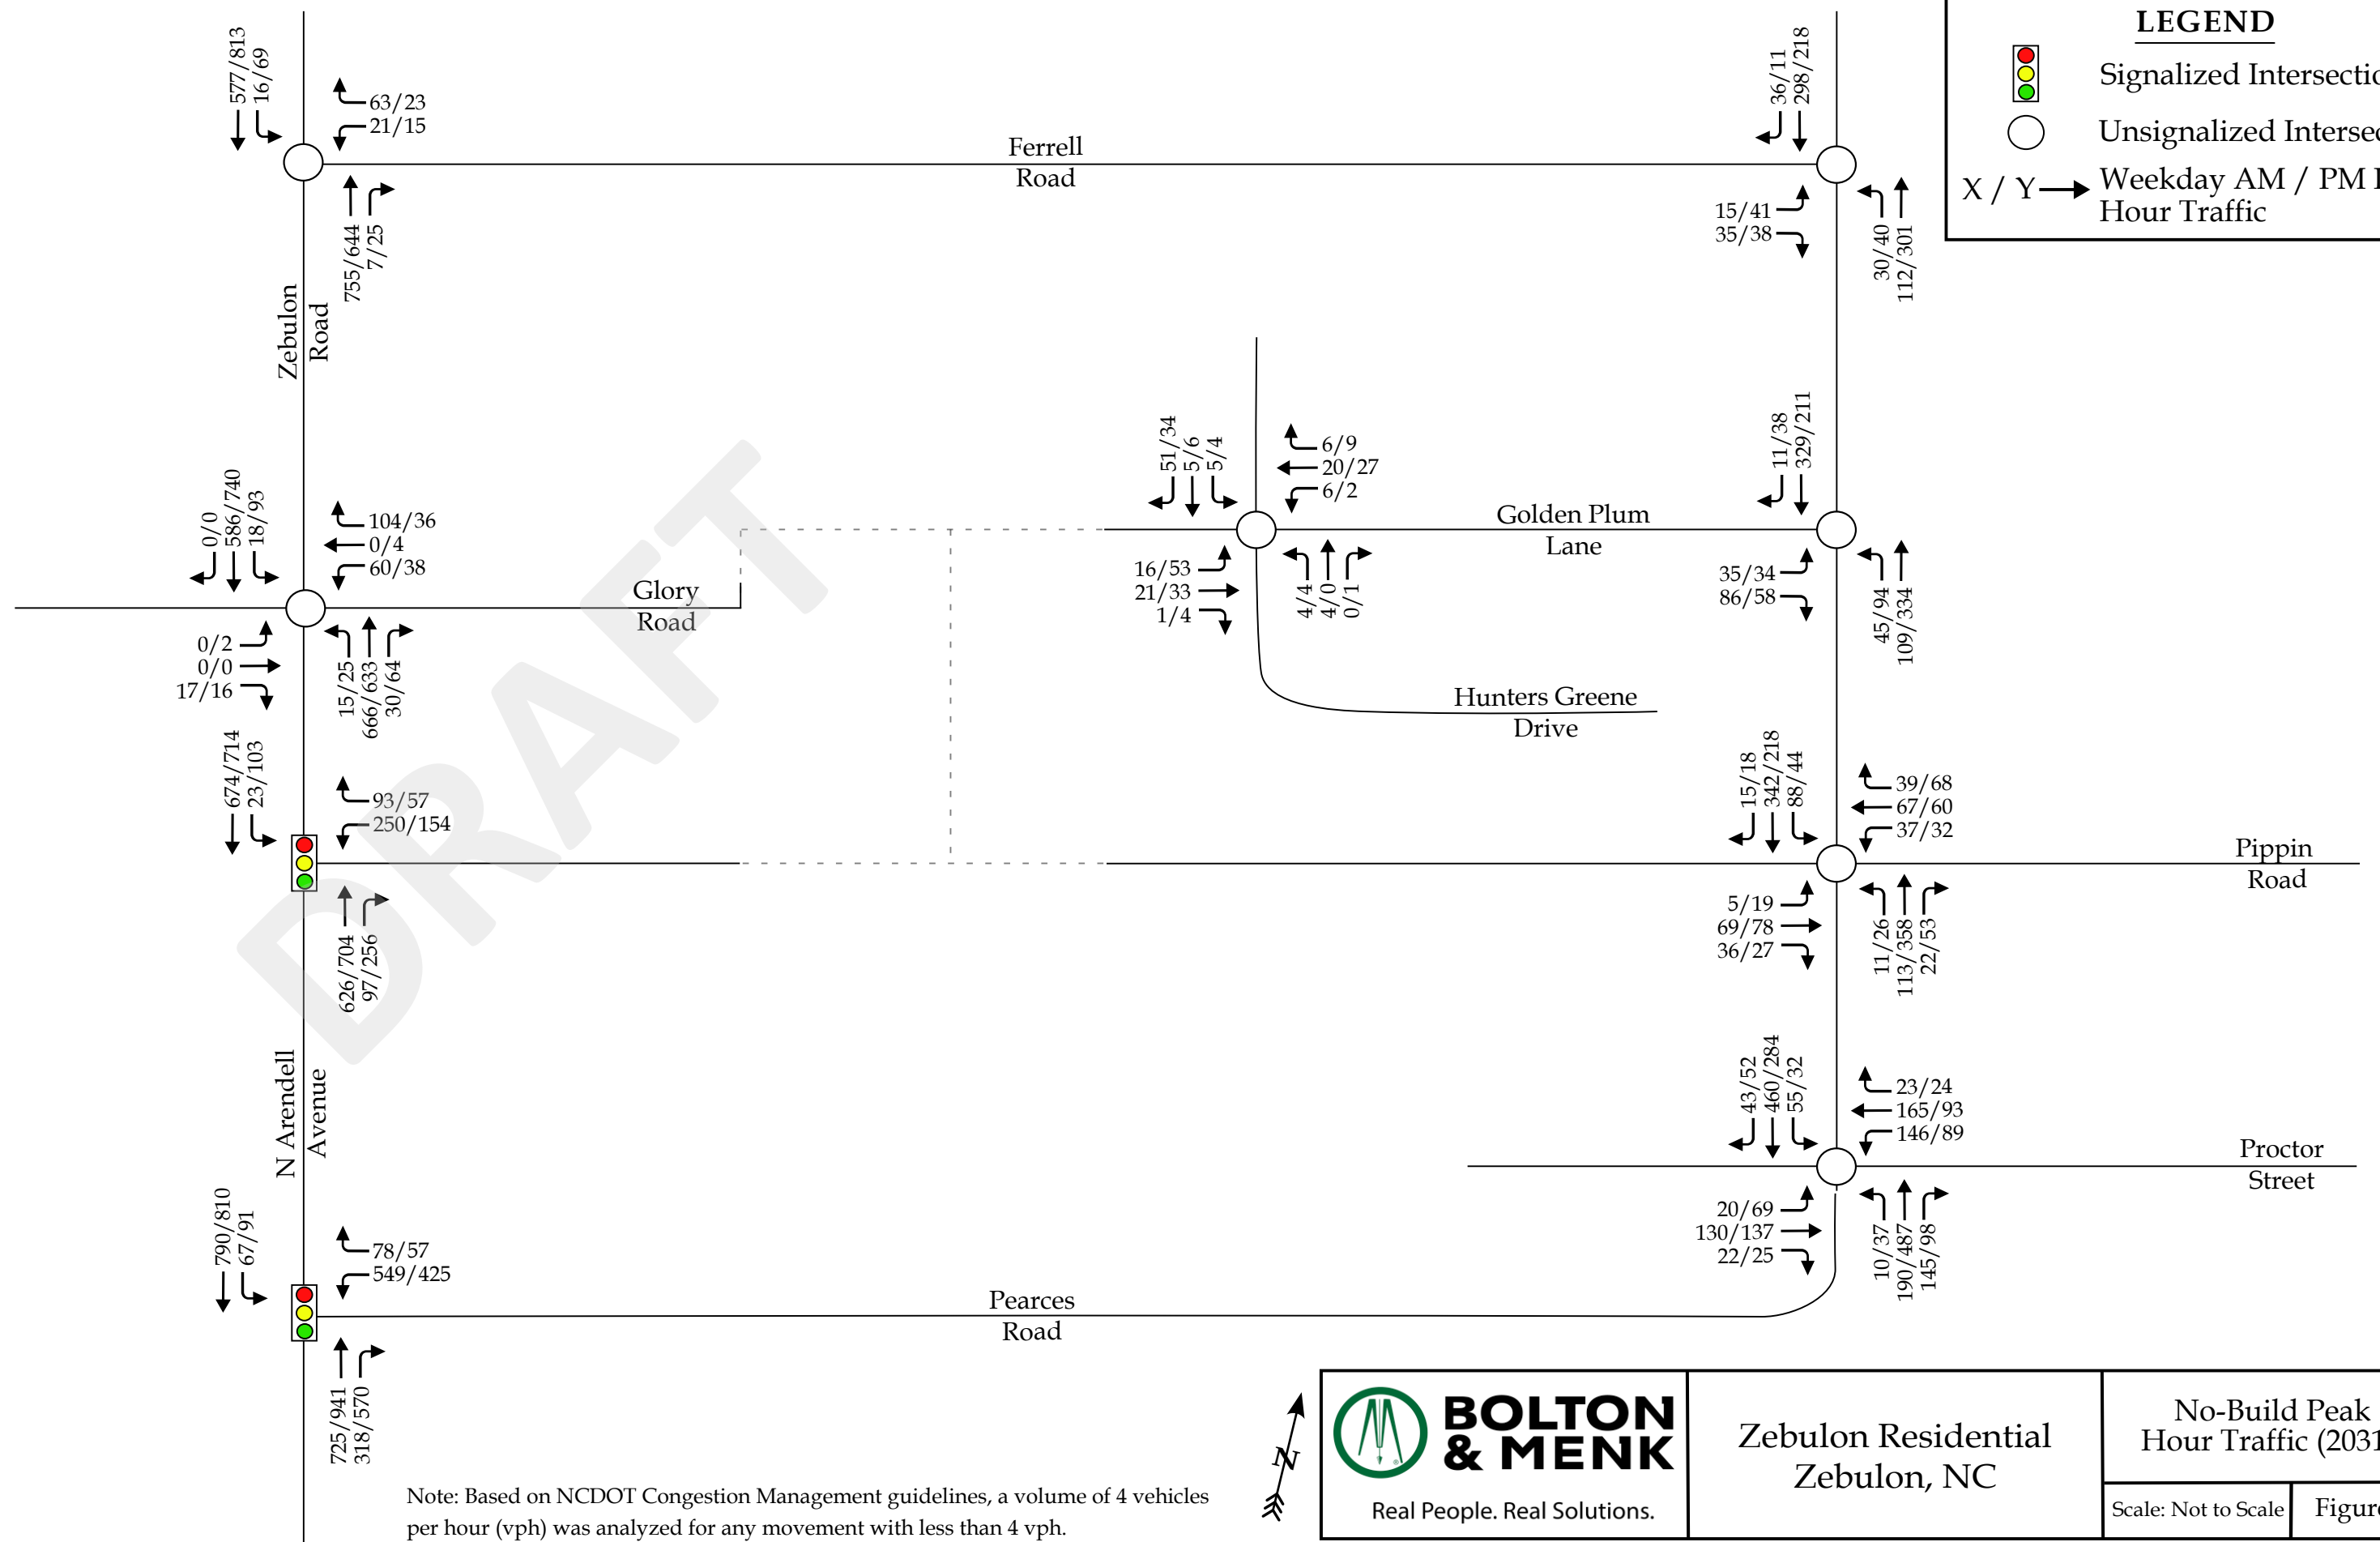 LEGEND
Signalized Intersectio
Unsignalized Intersec
X / Y
Weekday AM / PM
Hour Traffic
577/813
16/69
63/23
21/15
Ferrell
Road
755/644
7/25
36/11
298/218
15/41
35/38
30/40
112/301
Zebulon
Road
51/34
5/6
5/4
6/9
20/27
6/2
Golden Plum
Lane
16/53
21/33
1/4
4/4
4/0
0/1
11/38
329/211
35/34
86/58
45/94
109/334
0/0
586/740
18/93
104/36
0/4
60/38
Glory
Road
0/2
0/0
17/16
15/25
666/633
30/64
Hunters Greene
Drive
DRAFT
674/714
23/103
93/57
250/154
626/704
97/256
15/18
342/218
88/44
39/68
67/60
37/32
Pippin
Road
5/19
69/78
36/27
11/26
113/358
22/53
N Arendell
Avenue
43/52
460/284
55/32
23/24
165/93
146/89
Proctor
Street
20/69
130/137
22/25
10/37
190/487
145/98
790/810
67/91
78/57
549/425
Pearces
Road
725/941
318/570
Note: Based on NCDOT Congestion Management guidelines, a volume of 4 vehicles
per hour (vph) was analyzed for any movement with less than 4 vph.
N
BOLTON
& MENK
®
Real People. Real Solutions.
Zebulon Residential
Zebulon, NC
No-Build Peak
Hour Traffic (2031
Scale: Not to Scale
Figure